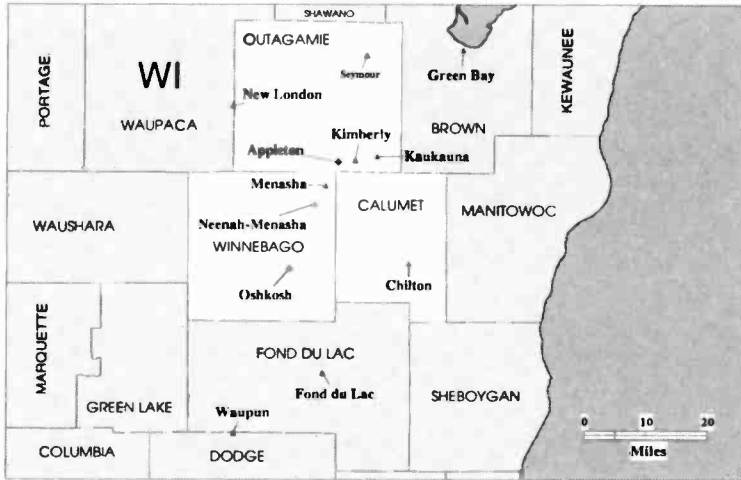 SHAWANO
OUTAGAMIE
PORTAGE
WI
Seymour
Green Bay
KEWAUNEE
New London
WAUPACA
Kimberly
BROWN
Appleton
Kaukauna
Menasha
CALUMET
MANITOWOC
WAUSHARA
Neenah-Menasha
WINNEBAGO
Oshkosh
Chilton
MARQUETTE
FOND DU LAC
Fond du Lac
SHEBOYGAN
GREEN LAKE
Waupun
0 10 20
Miles
COLUMBIA
DODGE